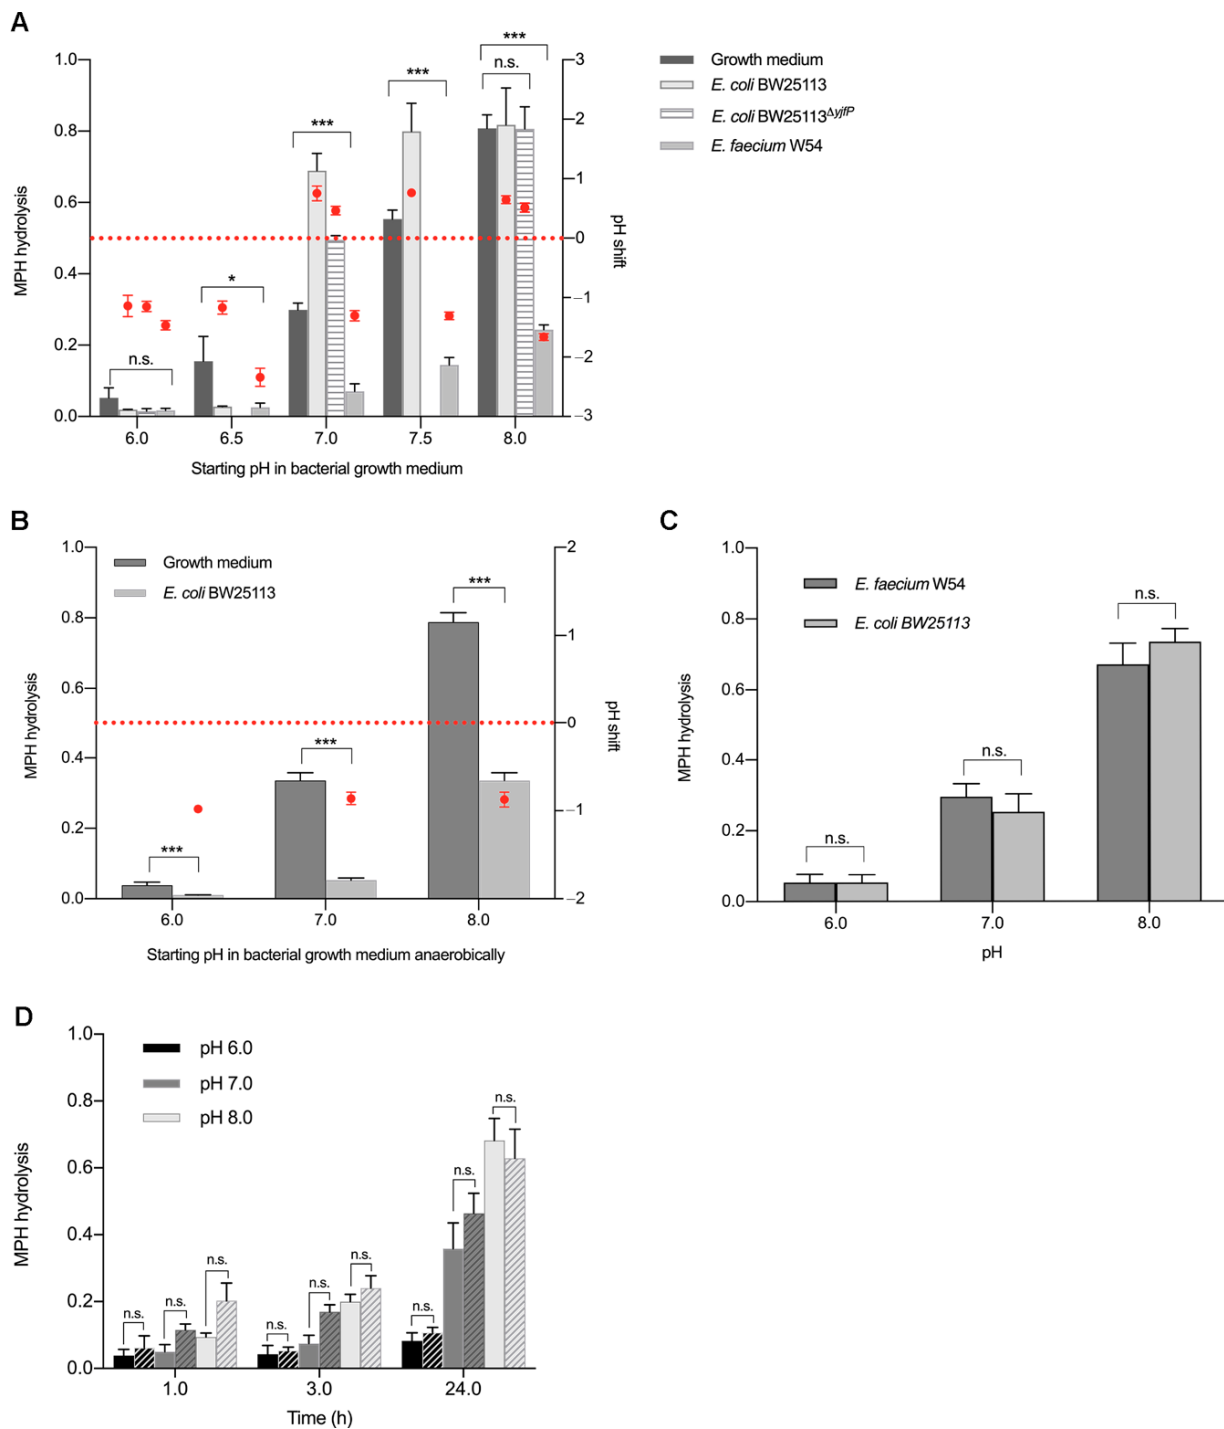 A
***
***
n.s.
***
***
*
n.s.
1.0
0.8
0.6
0.4
0.2
0.0
MPH hydrolysis
3
2
1
0
−1
−2
−3
pH shift
6.0 6.5 7.0 7.5 8.0
Starting pH in bacterial growth medium
Growth medium
E. coli BW25113
E. coli BW25113ΔyjfP
E. faecium W54
B
Growth medium
E. coli BW25113
***
***
***
1.0
0.8
0.6
0.4
0.2
0.0
MPH hydrolysis
2
1
0
−1
−2
pH shift
6.0 7.0 8.0
Starting pH in bacterial growth medium anaerobically
C
E. faecium W54
E. coli BW25113
n.s.
n.s.
n.s.
1.0
0.8
0.6
0.4
0.2
0.0
MPH hydrolysis
6.0 7.0 8.0
pH
D
pH 6.0
pH 7.0
pH 8.0
1.0
0.8
0.6
0.4
0.2
0.0
MPH hydrolysis
n.s. n.s. n.s.
n.s. n.s. n.s.
n.s. n.s. n.s.
1.0 3.0 24.0
Time (h)